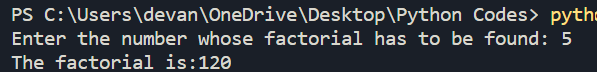 PS C:\Users\devan\OneDrive\Desktop\Python Codes> pytho
Enter the number whose factorial has to be found: 5
The factorial is:120